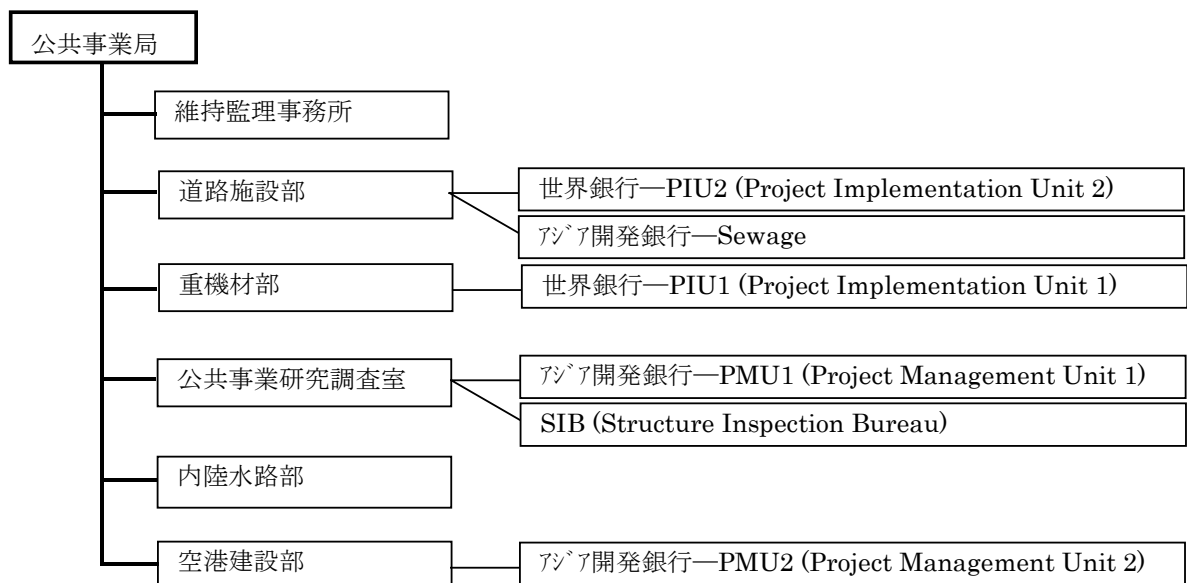 公共事業局
維持監理事務所
道路施設部
世界銀行―PIU2 (Project Implementation Unit 2)
ｱｼﾞｱ開発銀行―Sewage
重機材部
世界銀行―PIU1 (Project Implementation Unit 1)
公共事業研究調査室
ｱｼﾞｱ開発銀行―PMU1 (Project Management Unit 1)
SIB (Structure Inspection Bureau)
内陸水路部
空港建設部
ｱｼﾞｱ開発銀行―PMU2 (Project Management Unit 2)